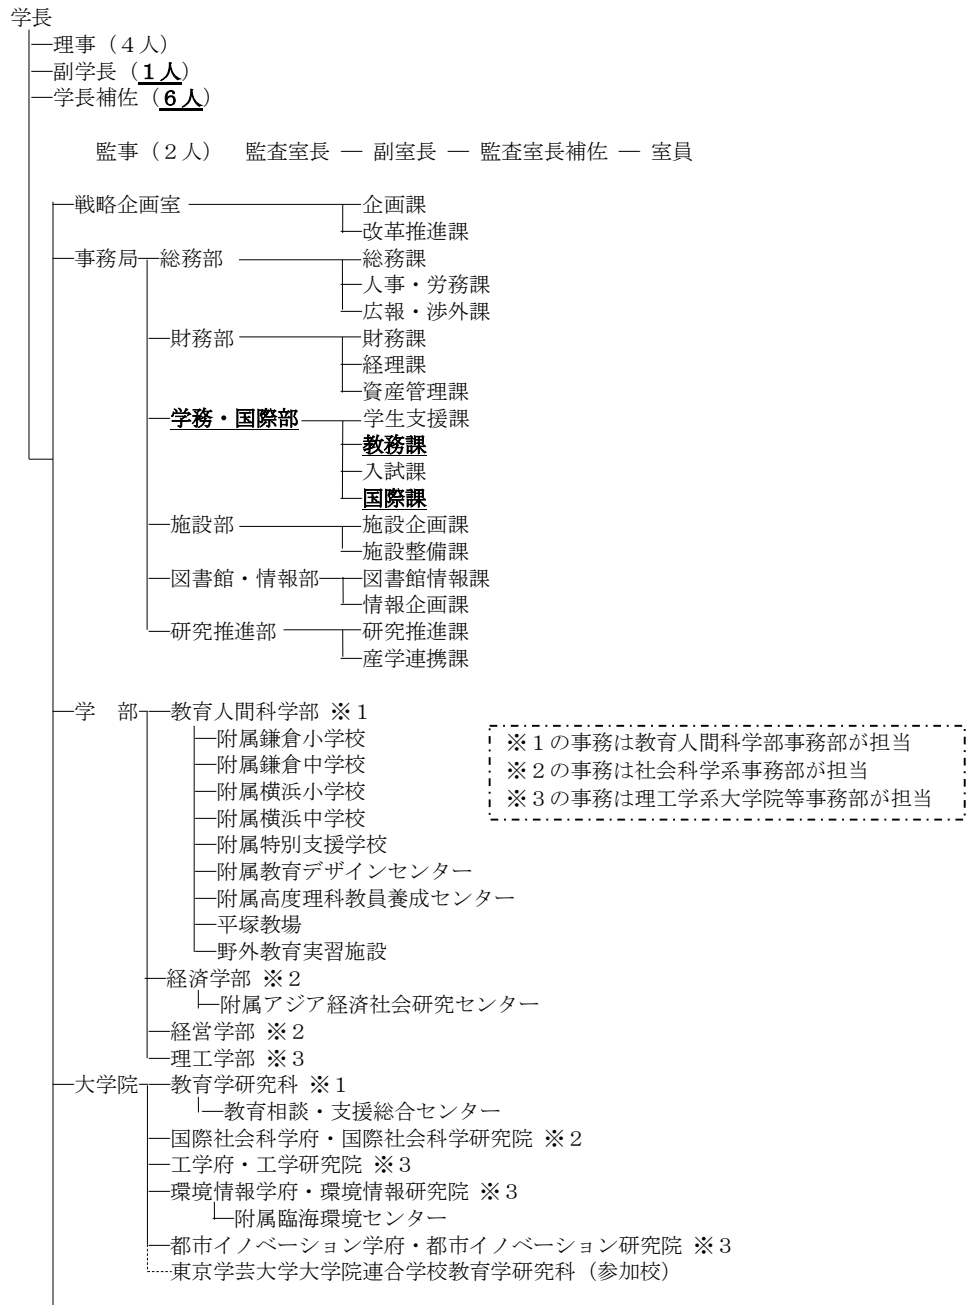 学長
理事（４人）
副学長（１人）
学長補佐（６人）
監事（２人） 監査室長 ― 副室長 ― 監査室長補佐 ― 室員
戦略企画室 企画課
改革推進課
事務局 総務部 総務課
人事・労務課
広報・渉外課
財務部 財務課
経理課
資産管理課
学務・国際部 学生支援課
教務課
入試課
国際課
施設部 施設企画課
施設整備課
図書館・情報部 図書館情報課
情報企画課
研究推進部 研究推進課
産学連携課
学　部 教育人間科学部 ※１
附属鎌倉小学校
附属鎌倉中学校
附属横浜小学校
附属横浜中学校
附属特別支援学校
附属教育デザインセンター
附属高度理科教員養成センター
平塚教場
野外教育実習施設
※１の事務は教育人間科学部事務部が担当
※２の事務は社会科学系事務部が担当
※３の事務は理工学系大学院等事務部が担当
経済学部 ※２
附属アジア経済社会研究センター
経営学部 ※２
理工学部 ※３
大学院 教育学研究科 ※１
教育相談・支援総合センター
国際社会科学府・国際社会科学研究院 ※２
工学府・工学研究院 ※３
環境情報学府・環境情報研究院 ※３
附属臨海環境センター
都市イノベーション学府・都市イノベーション研究院 ※３
東京学芸大学大学院連合学校教育学研究科（参加校）